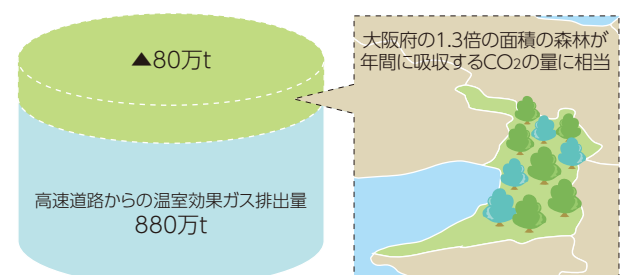 ▲80万t
高速道路からの温室効果ガス排出量
880万t
大阪府の1.3倍の面積の森林が
年間に吸収するCO2の量に相当